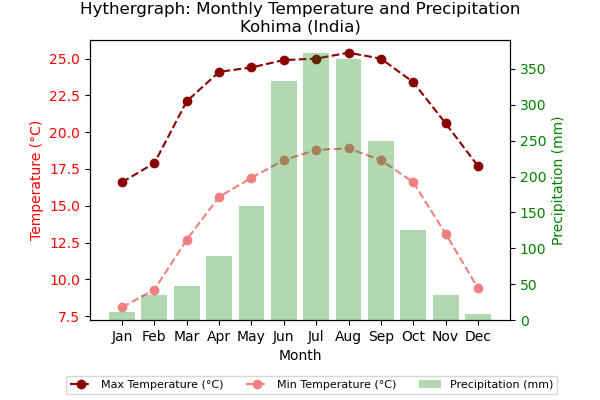 Hythergraph: Monthly Temperature and Precipitation
Kohima (India)
Temperature (°C)
25.0
22.5
20.0
17.5
15.0
12.5
10.0
7.5
350
300
250
200
150
100
50
0
Precipitation (mm)
Jan Feb Mar Apr May Jun Jul Aug Sep Oct Nov Dec
Month
Max Temperature (°C) Min Temperature (°C) Precipitation (mm)